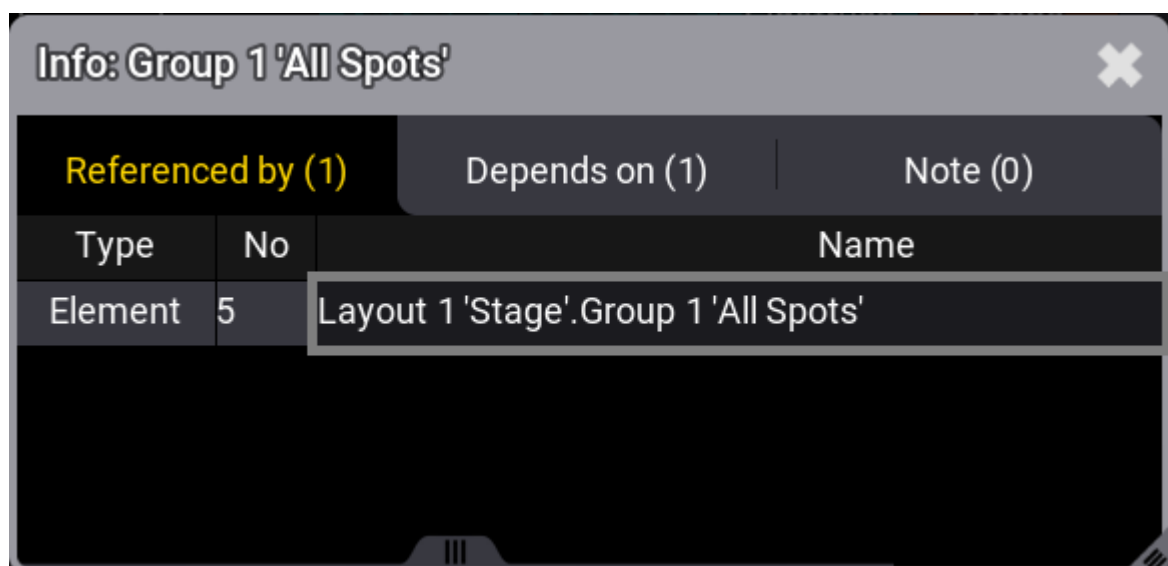 Info: Group 1 'All Spots'
Referenced by (1) Depends on (1) Note (0)
Type No Name
Element 5 Layout 1 'Stage'.Group 1 'All Spots'